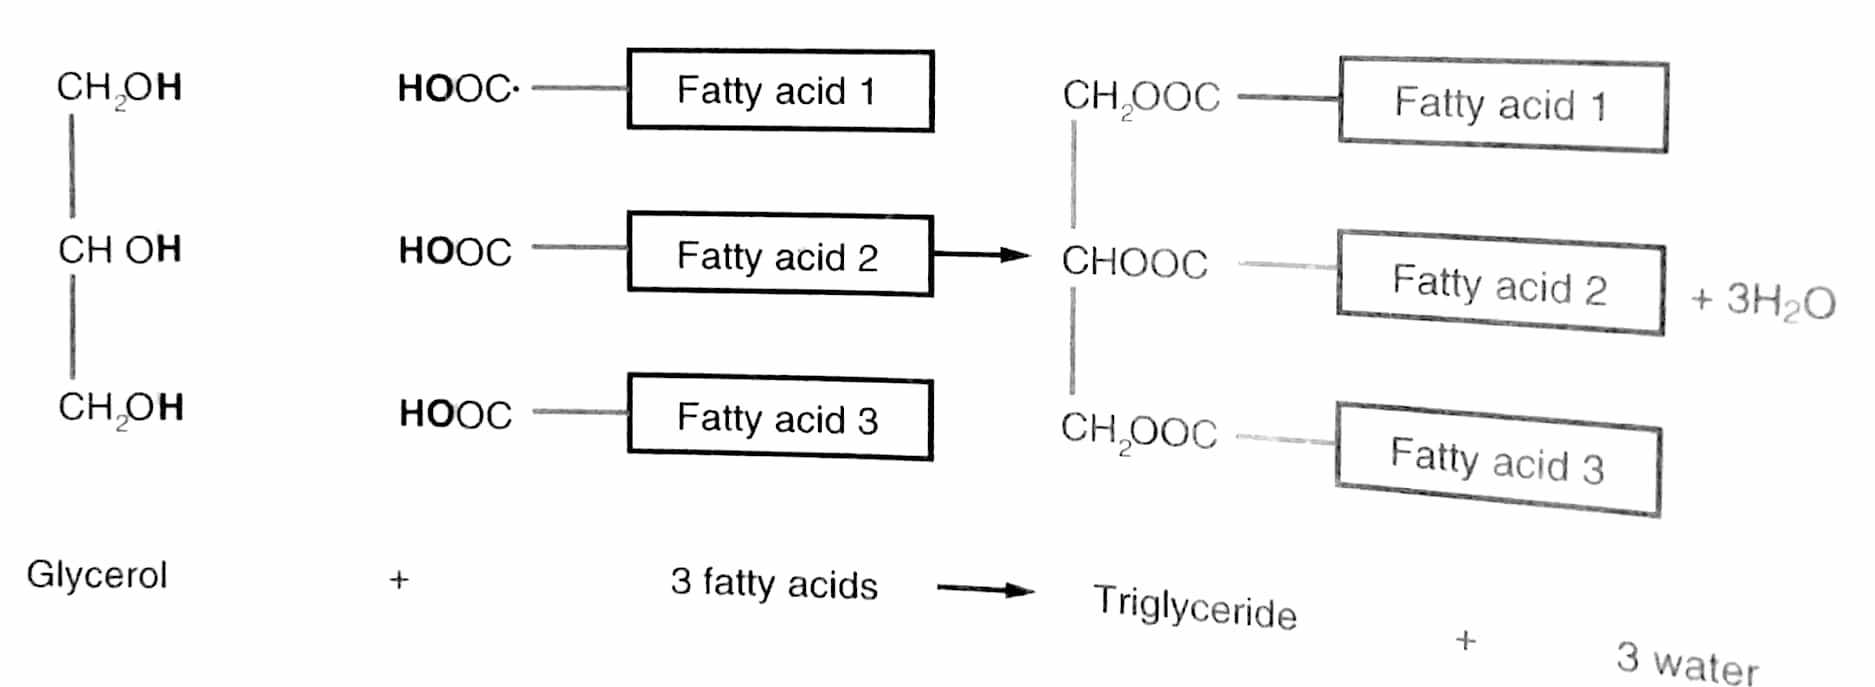 CH₂OH HOOC· Fatty acid 1 CH₂OOC Fatty acid 1
CH OH HOOC Fatty acid 2 CHOOC Fatty acid 2 + 3H₂O
CH₂OH HOOC Fatty acid 3 CH₂OOC Fatty acid 3
Glycerol + 3 fatty acids Triglyceride + 3 water